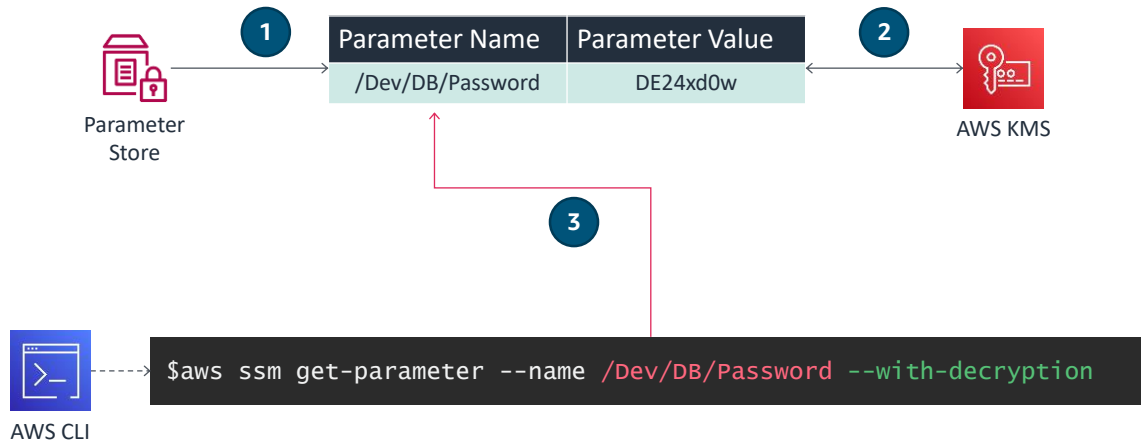 1
2
Parameter Name Parameter Value
/Dev/DB/Password DE24xd0w
Parameter
Store
AWS KMS
3
$aws ssm get-parameter --name /Dev/DB/Password --with-decryption
AWS CLI